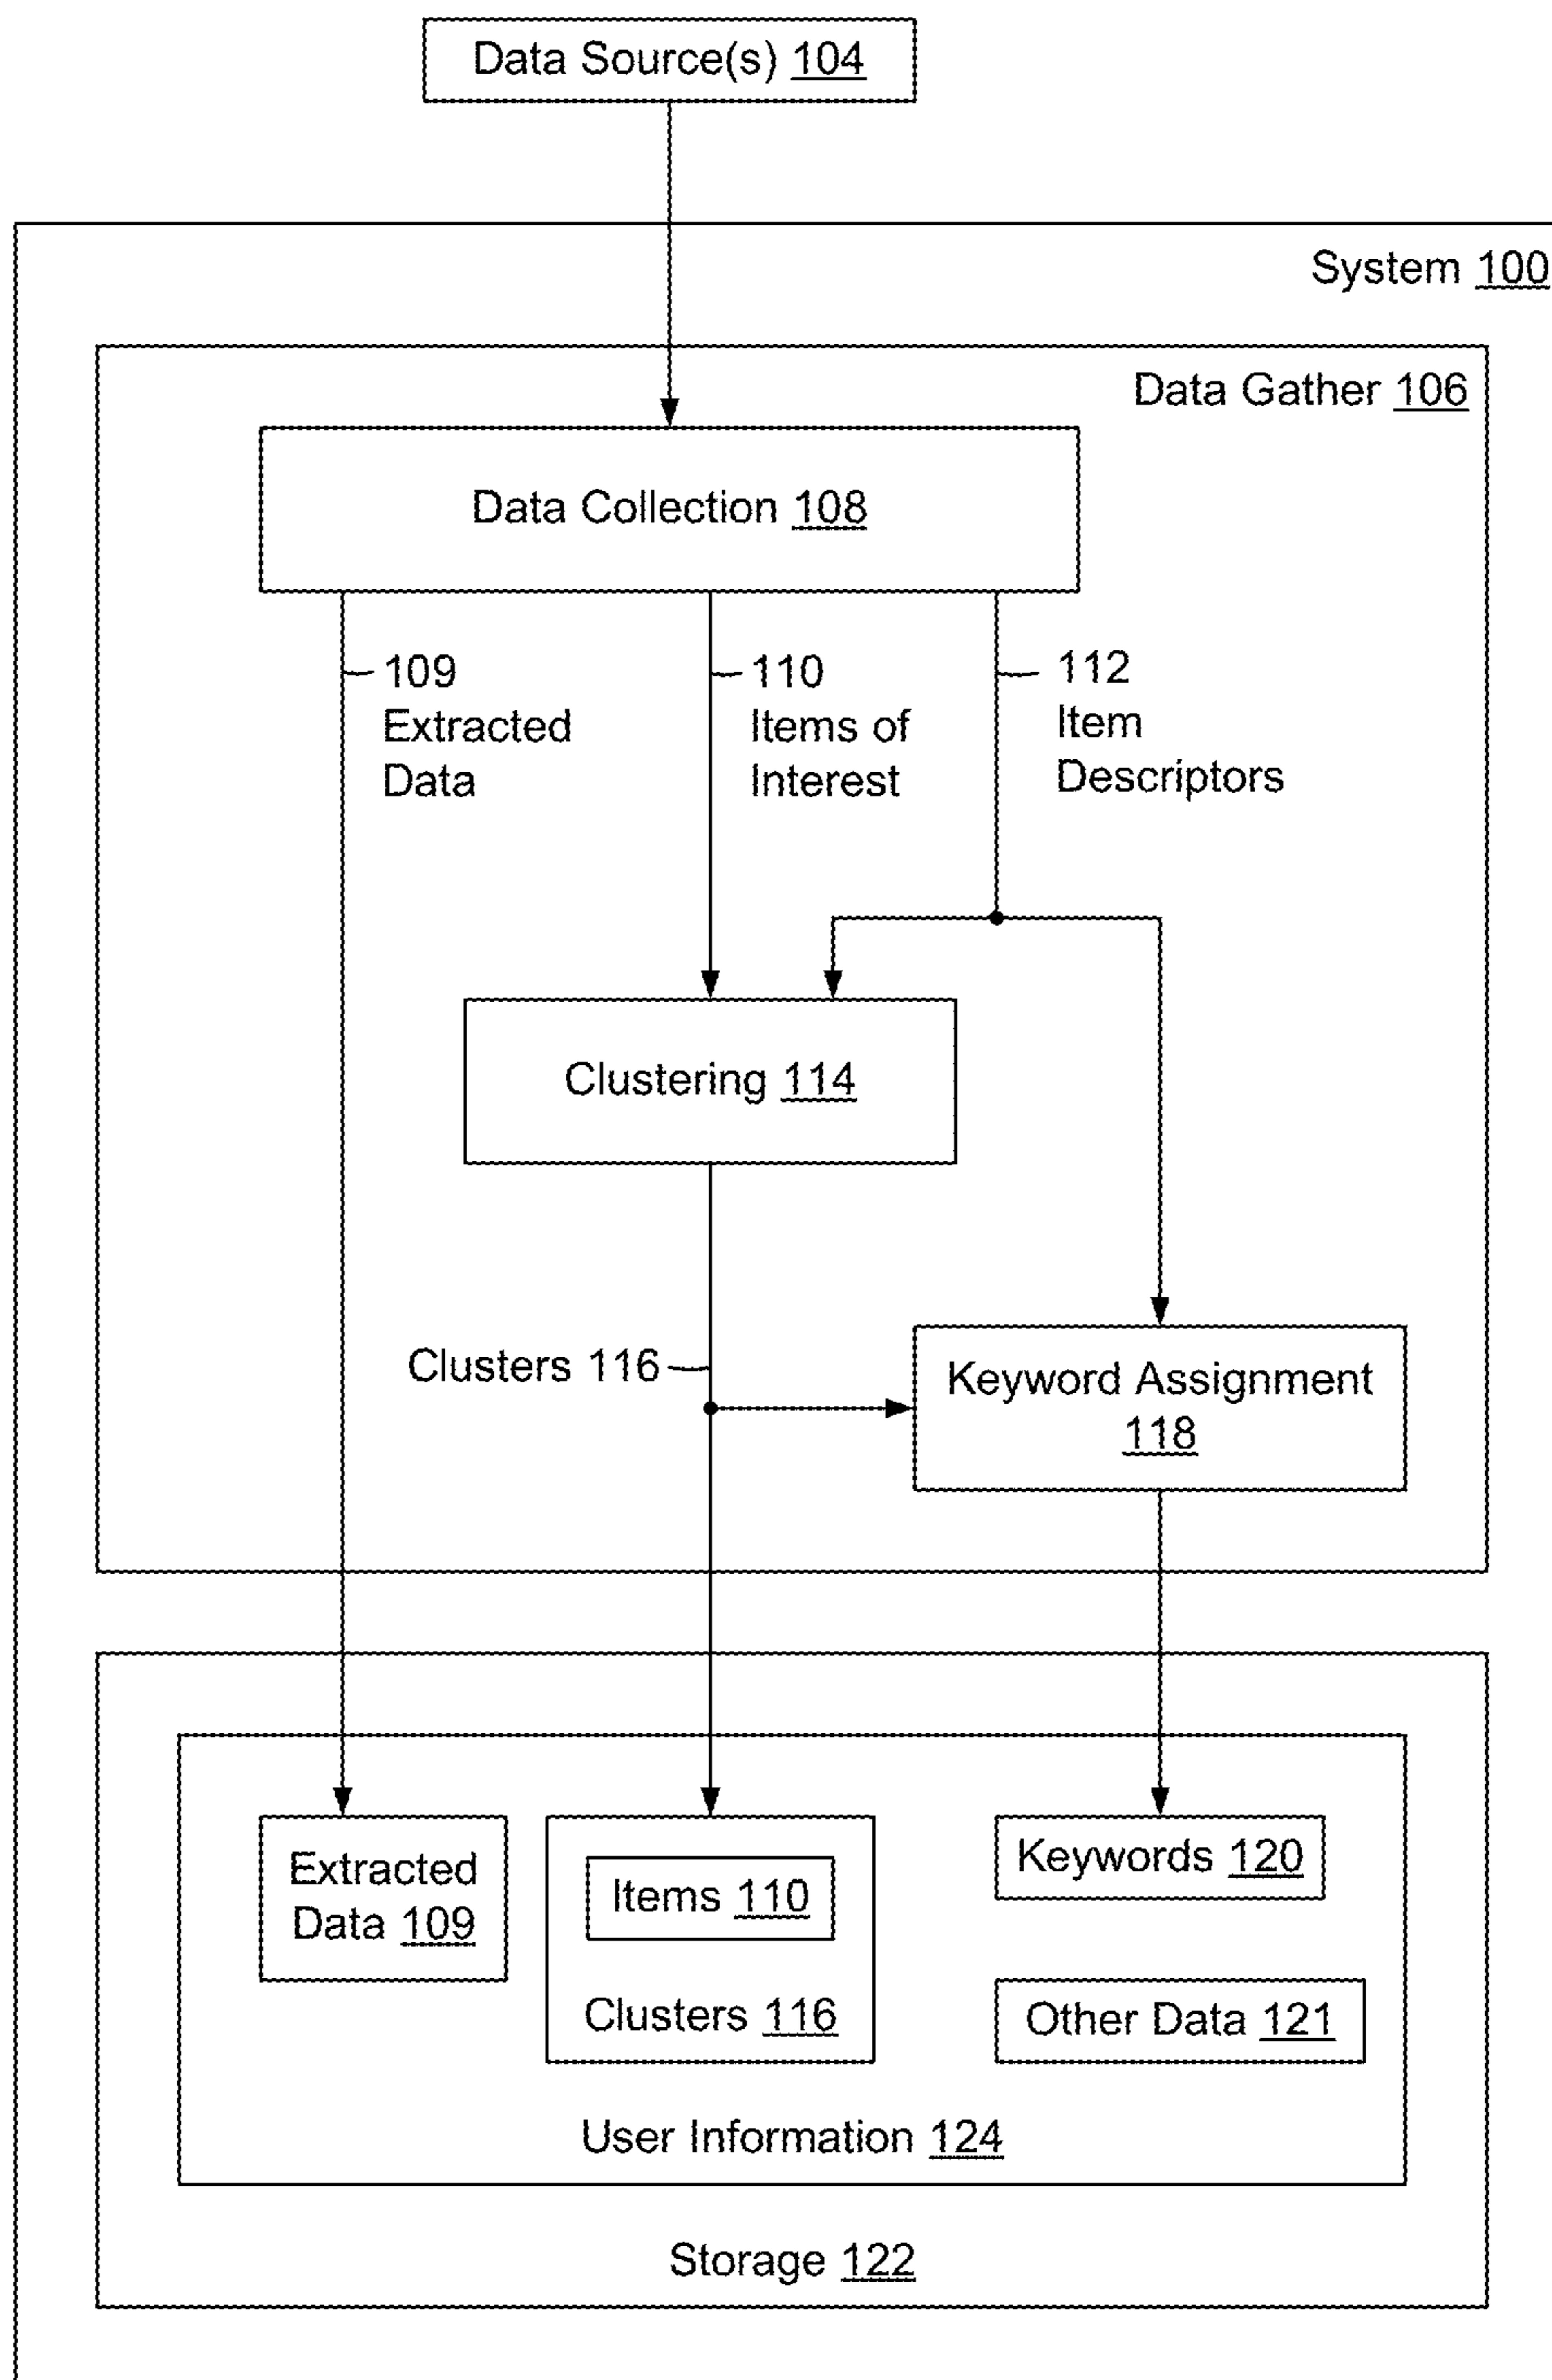 Data Source(s) 104
System 100
Data Gather 106
Data Collection 108
109
Extracted
Data
110
Items of
Interest
112
Item
Descriptors
Clustering 114
Clusters 116
Keyword Assignment
118
Extracted
Data 109
Items 110
Clusters 116
Keywords 120
Other Data 121
User Information 124
Storage 122